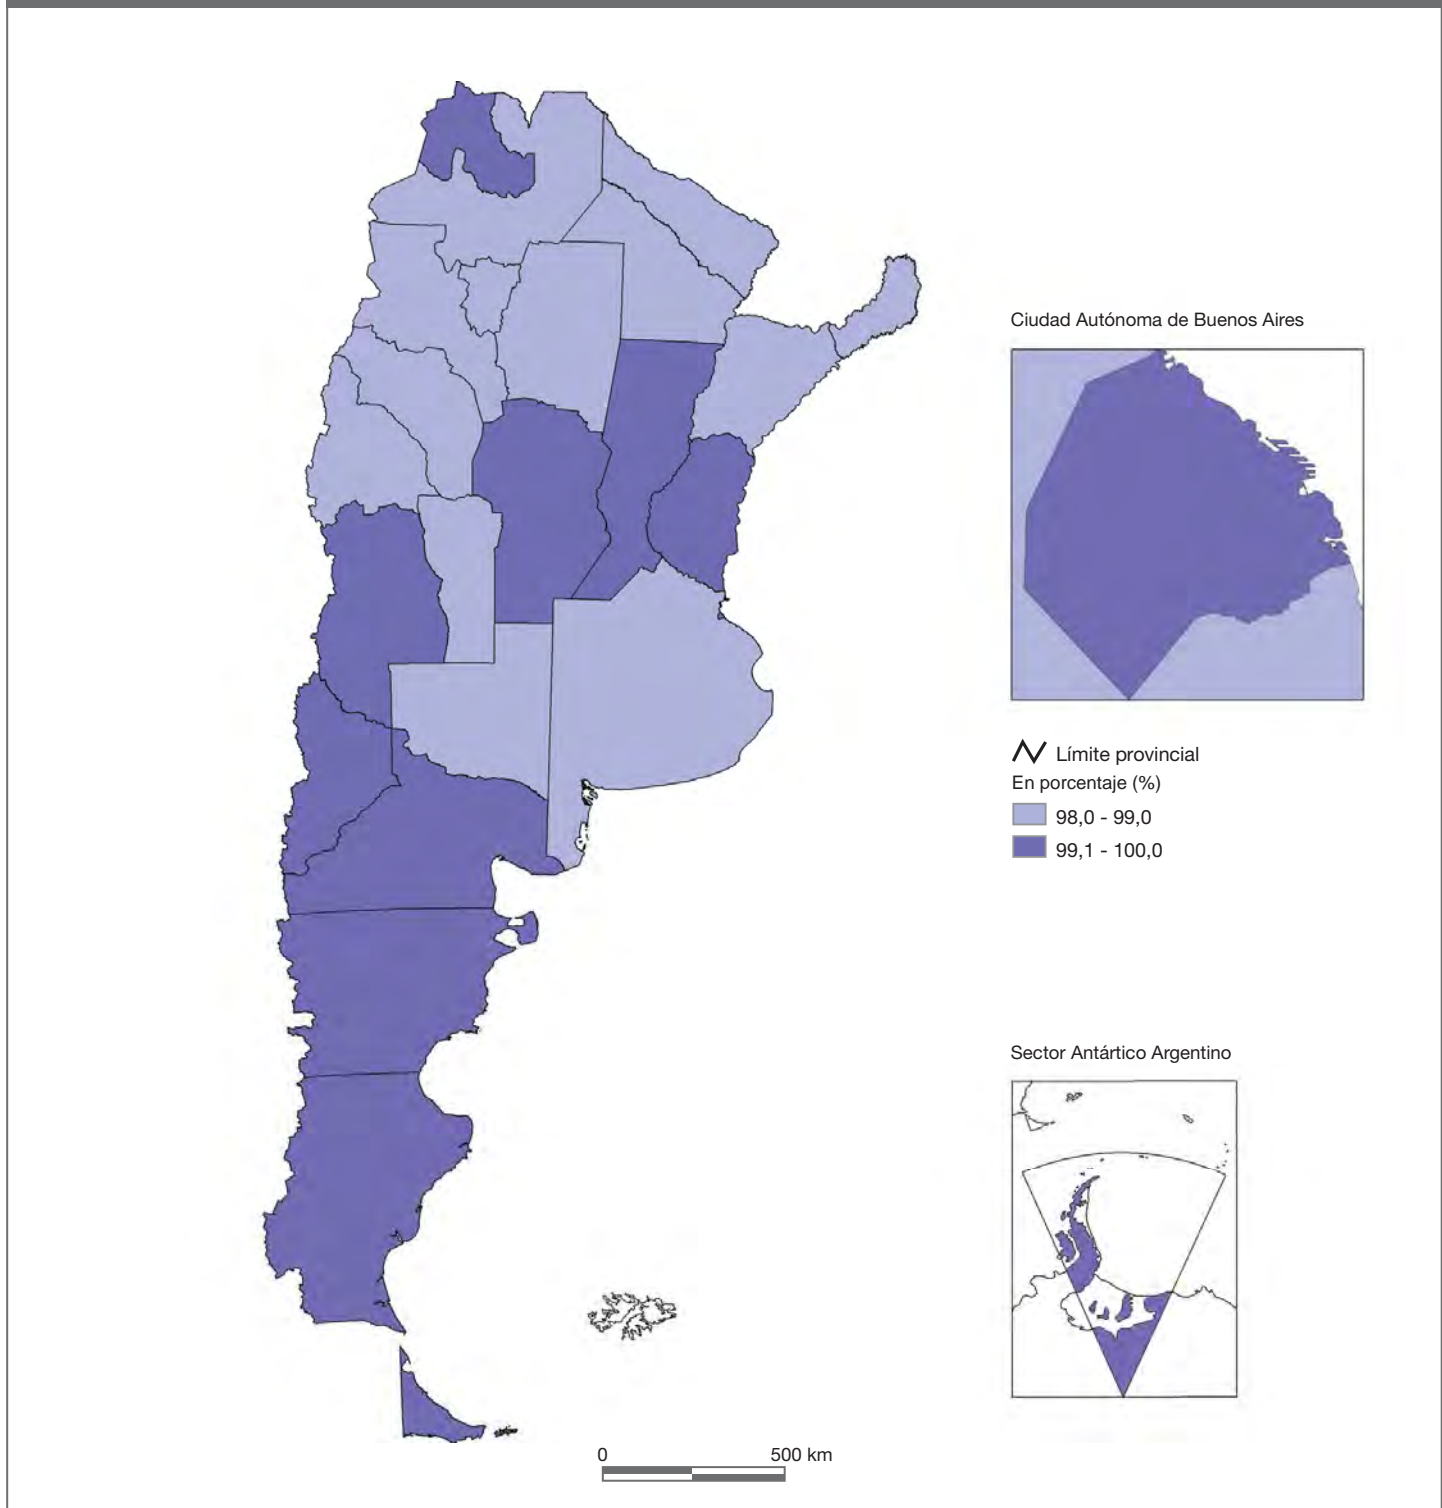 Ciudad Autónoma de Buenos Aires
Límite provincial
En porcentaje (%)
98,0 - 99,0
99,1 - 100,0
Sector Antártico Argentino
0 500 km